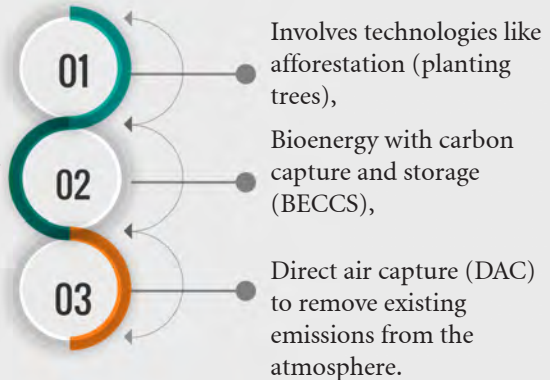 01
Involves technologies like
afforestation (planting
trees),
02
Bioenergy with carbon
capture and storage
(BECCS),
03
Direct air capture (DAC)
to remove existing
emissions from the
atmosphere.